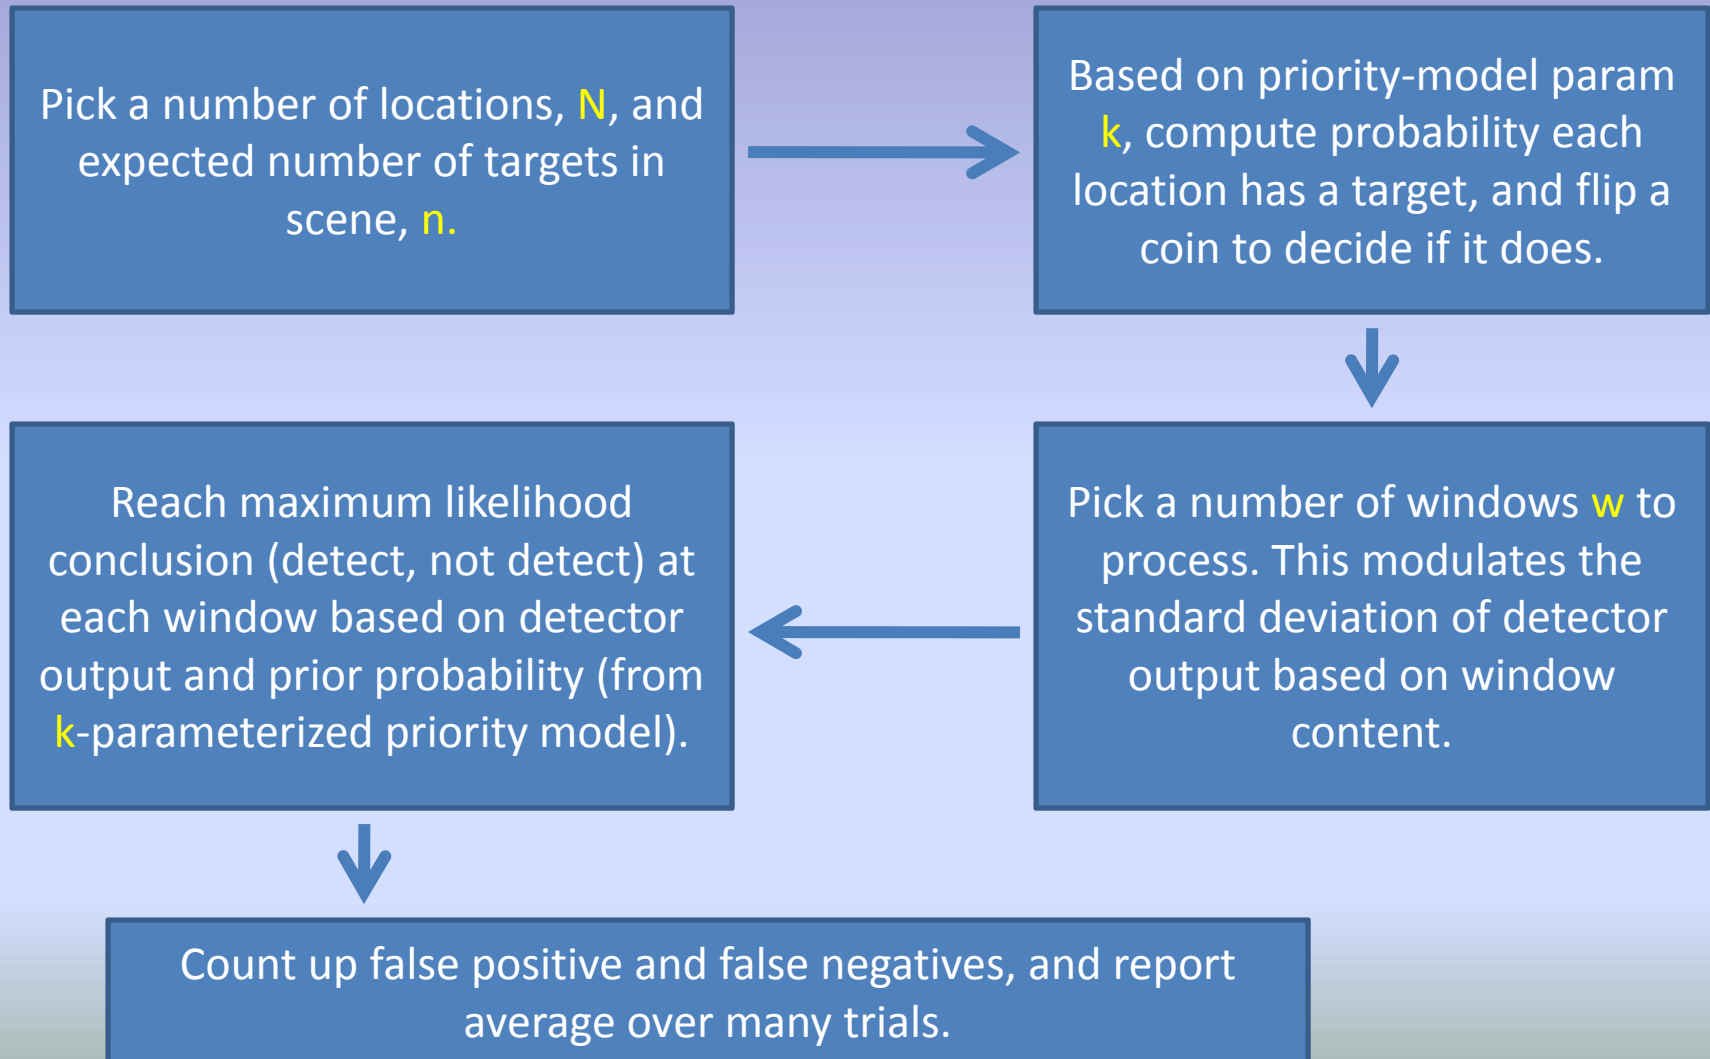 Pick a number of locations, N, and
expected number of targets in
scene, n.
Based on priority-model param
k, compute probability each
location has a target, and flip a
coin to decide if it does.
Pick a number of windows w to
process. This modulates the
standard deviation of detector
output based on window
content.
Reach maximum likelihood
conclusion (detect, not detect) at
each window based on detector
output and prior probability (from
k-parameterized priority model).
Count up false positive and false negatives, and report
average over many trials.